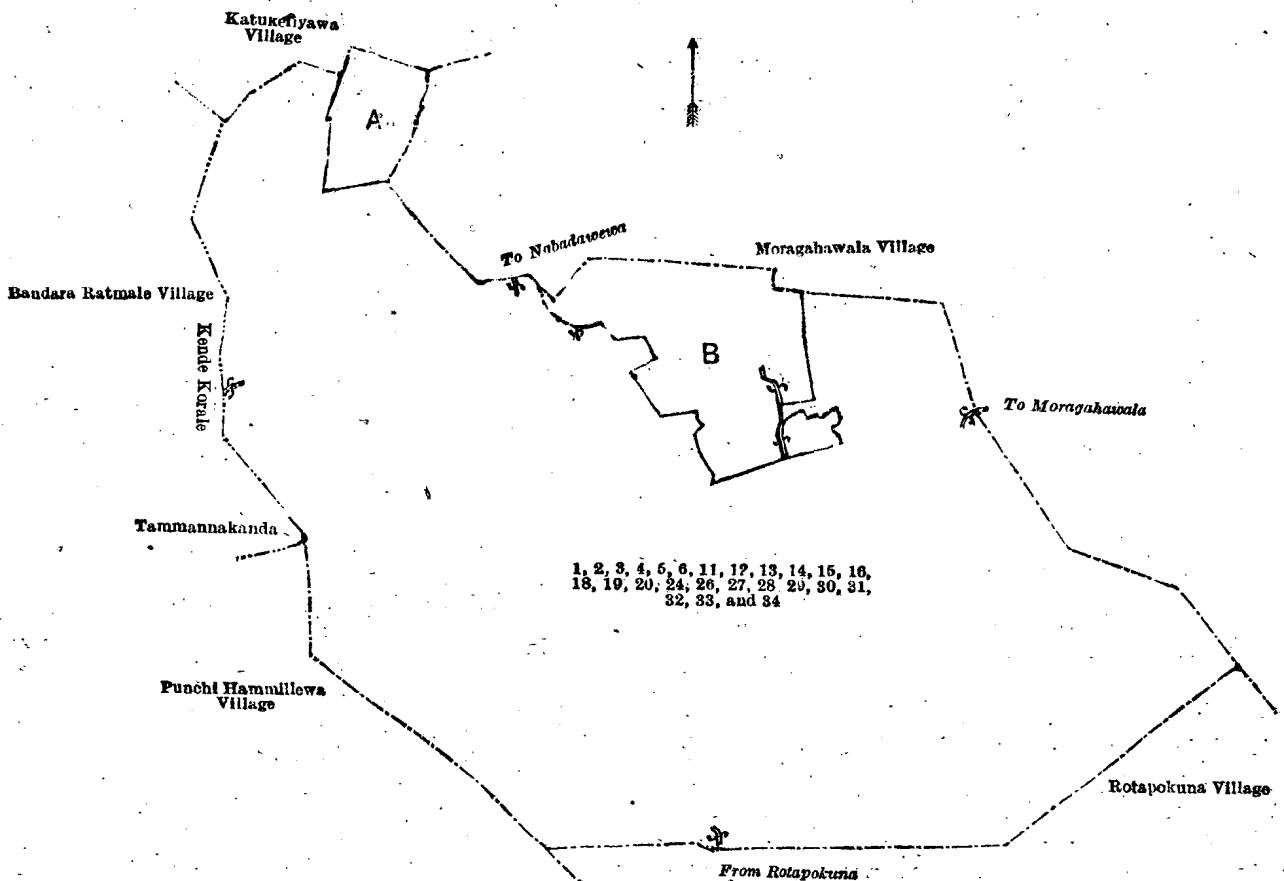 Katukeliyawa
Village
A
To Nabadawewa
Moragahawala Village
Bandara Ratmale Village
Kende Korale
B
To Moragahawala
Tammannakanda
1, 2, 3, 4, 5, 6, 11, 12, 13, 14, 15, 16,
18, 19, 20, 24, 26, 27, 28 29, 30, 31,
32, 33, and 34
Punchi Hammillewa
Village
Rotapokuna Village
From Rotapokuna